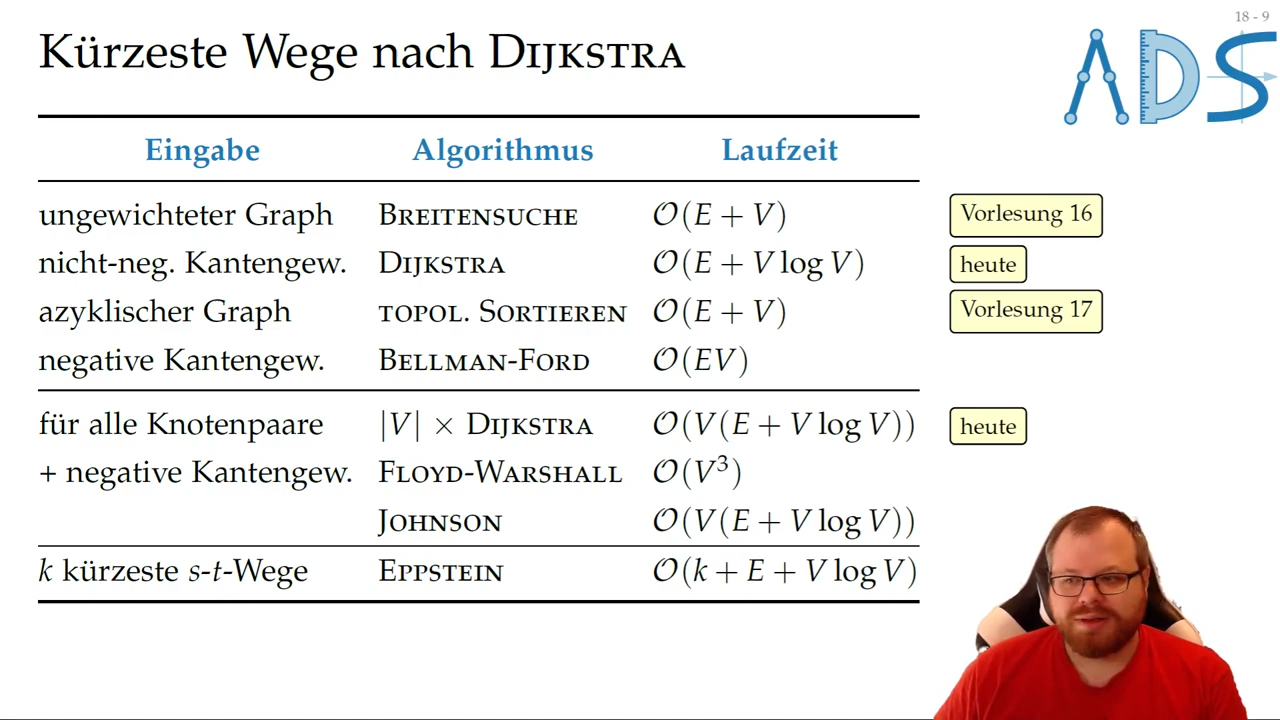 18 - 9
Kürzeste Wege nach DIJKSTRA
ADS
Eingabe Algorithmus Laufzeit
ungewichteter Graph BREITENSUCHE O(E + V) Vorlesung 16
nicht-neg. Kantengew. DIJKSTRA O(E + V log V) heute
azyklischer Graph TOPOL. SORTIEREN O(E + V) Vorlesung 17
negative Kantengew. BELLMAN-FORD O(EV)
für alle Knotenpaare |V| × DIJKSTRA O(V(E + V log V)) heute
+ negative Kantengew. FLOYD-WARSHALL O(V³)
JOHNSON O(V(E + V log V))
k kürzeste s-t-Wege EPPSTEIN O(k + E + V log V)